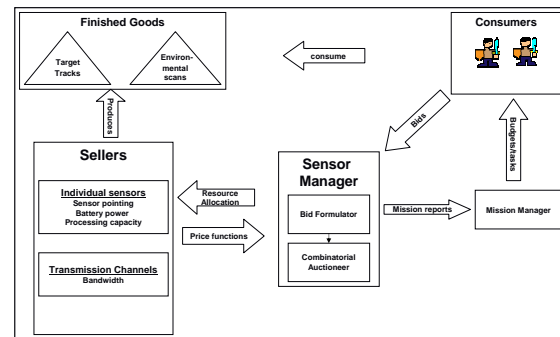 Finished Goods
Target
Tracks
Environ-
mental
scans
consume
Consumers
Produces
Bids
Budgets/tasks
Sellers
Individual sensors
Sensor pointing
Battery power
Processing capacity
Transmission Channels
Bandwidth
Resource
Allocation
Price functions
Sensor
Manager
Bid Formulator
Combinatorial
Auctioneer
Mission reports
Mission Manager